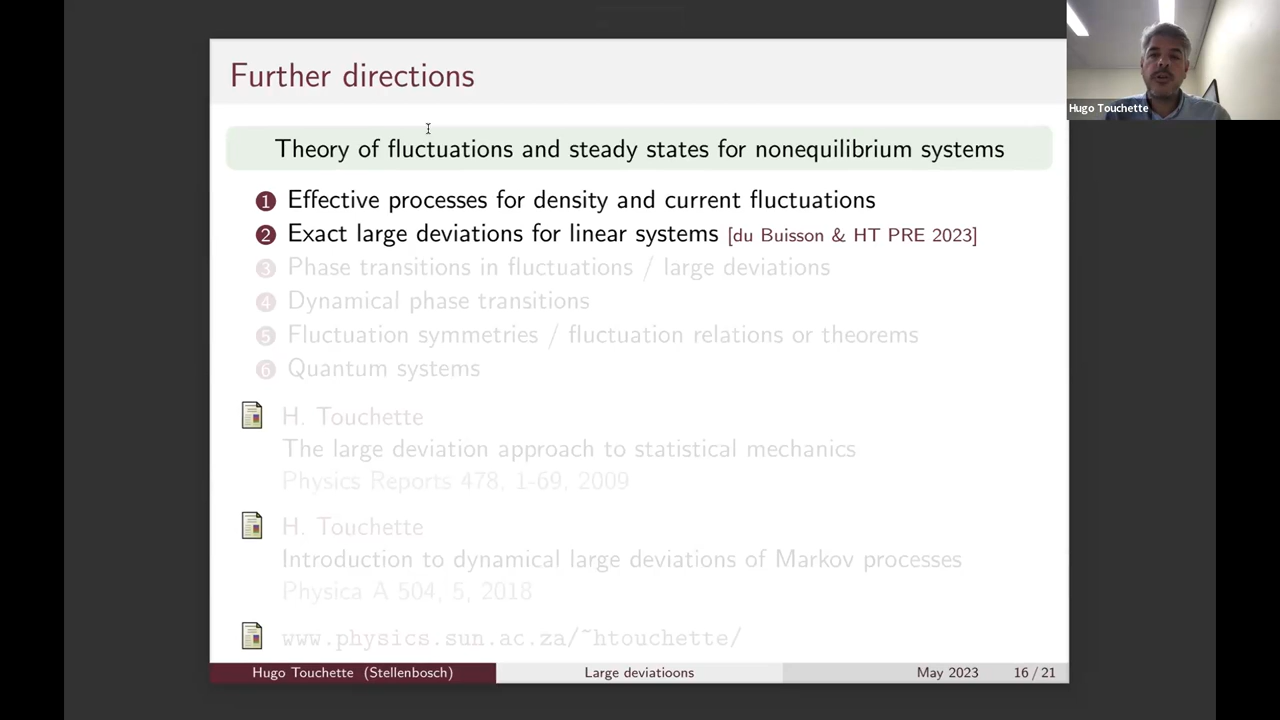 Further directions
Theory of fluctuations and steady states for nonequilibrium systems
1 Effective processes for density and current fluctuations
2 Exact large deviations for linear systems [du Buisson & HT PRE 2023]
3 Phase transitions in fluctuations / large deviations
4 Dynamical phase transitions
5 Fluctuation symmetries / fluctuation relations or theorems
6 Quantum systems
H. Touchette
The large deviation approach to statistical mechanics
Physics Reports 478, 1-69, 2009
H. Touchette
Introduction to dynamical large deviations of Markov processes
Physica A 504, 5, 2018
www.physics.sun.ac.za/~htouchette/
Hugo Touchette (Stellenbosch) Large deviatioons May 2023 16 / 21
Hugo Touchette